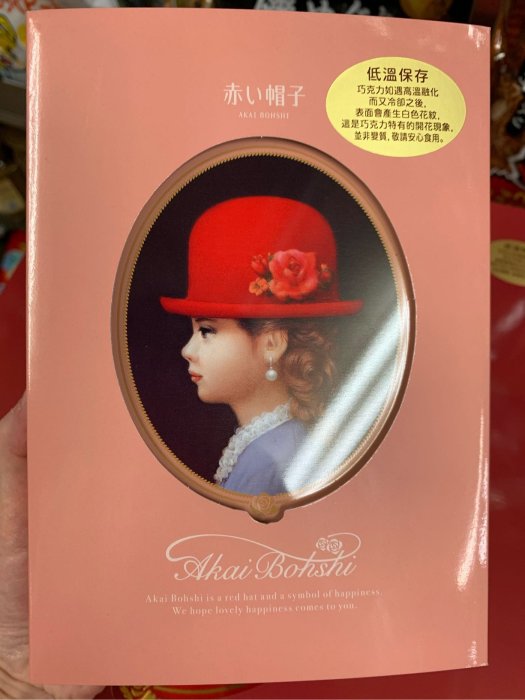 赤い帽子
AKAI BOHSHI
低溫保存
巧克力如遇高溫融化
而又冷卻之後,
表面會產生白色花紋,
這是巧克力特有的開花現象,
並非變質,敬請安心食用。
Akai Bohshi
Akai Bohshi is a red hat and a symbol of happiness.
We hope lovely happiness comes to you.